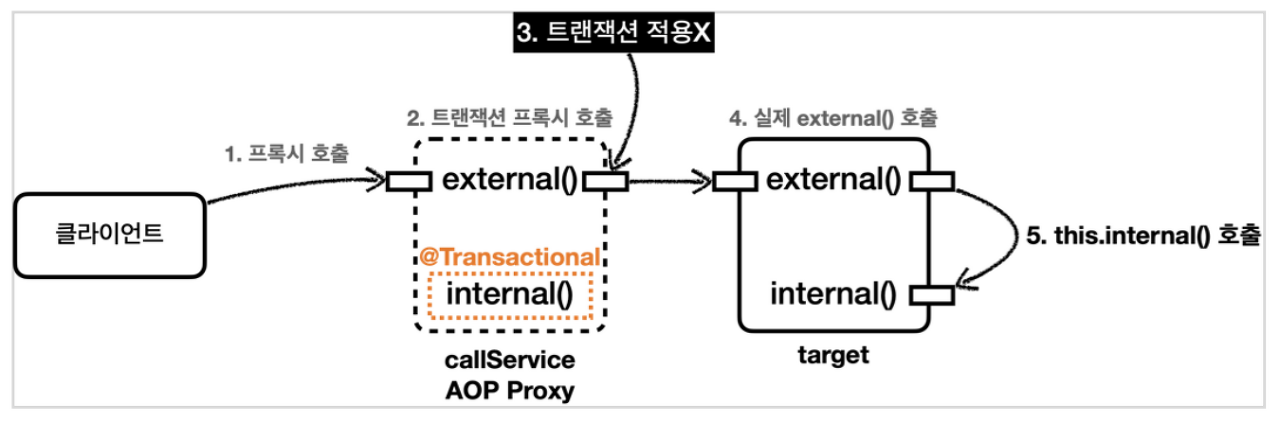 3. 트랜잭션 적용X
2. 트랜잭션 프록시 호출
4. 실제 external() 호출
1. 프록시 호출
external()
external()
클라이언트
5. this.internal() 호출
@Transactional
internal()
internal()
callService
AOP Proxy
target